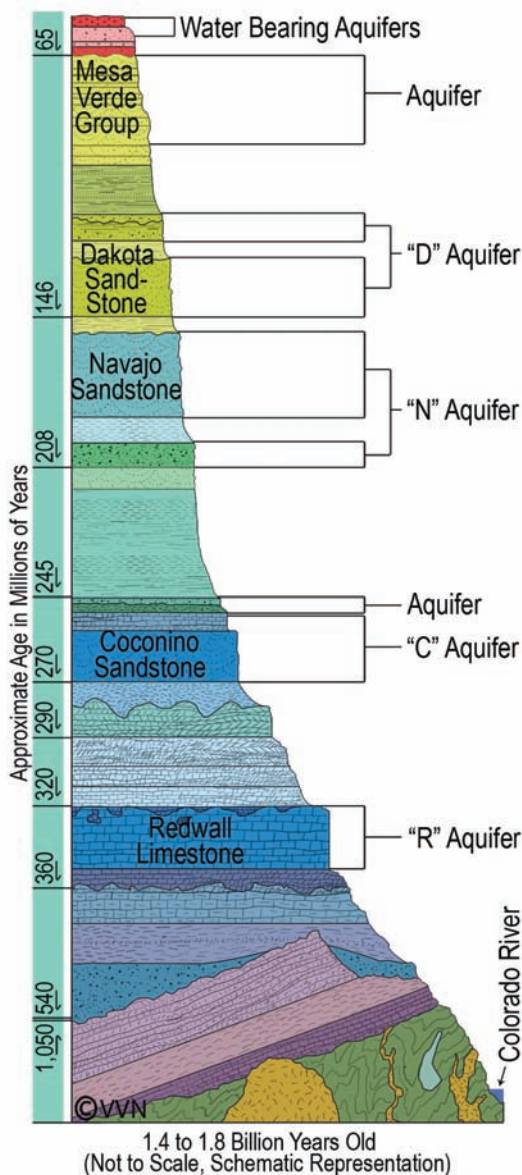 Water Bearing Aquifers
65
Mesa
Verde
Group
Aquifer
Dakota
Sand-
Stone
"D" Aquifer
146
Navajo
Sandstone
"N" Aquifer
208
Approximate Age in Millions of Years
245
Aquifer
Coconino
Sandstone
"C" Aquifer
270
290
320
Redwall
Limestone
"R" Aquifer
360
540
1,050
Colorado River
©VVN
1.4 to 1.8 Billion Years Old
(Not to Scale, Schematic Representation)